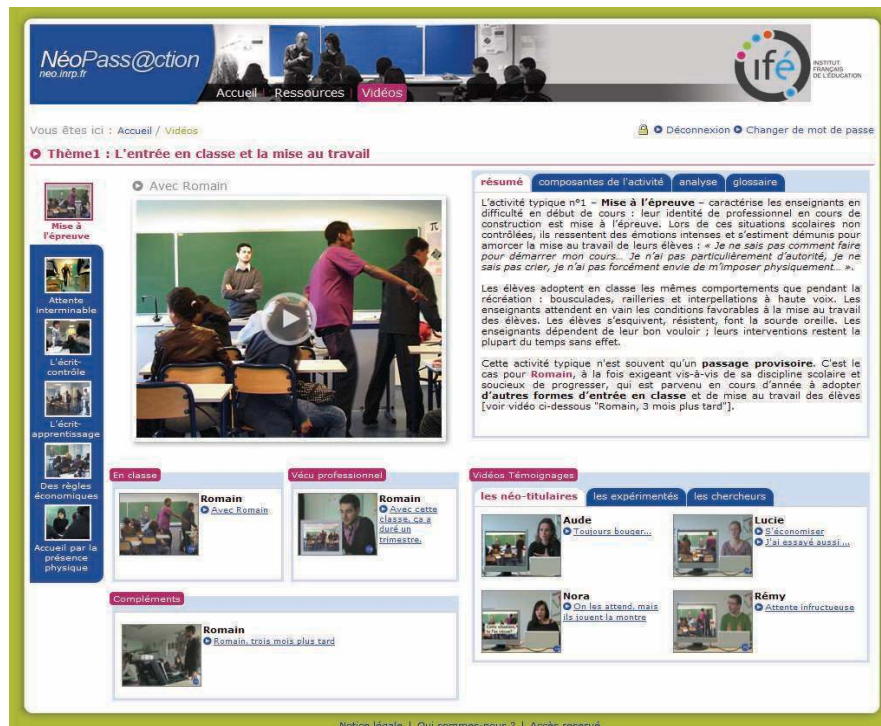 NéoPass@ction
neo.inrp.fr
Accueil | Ressources | Vidéos
ifé
INSTITUT
FRANÇAIS
DE L'ÉDUCATION
Vous êtes ici : Accueil / Vidéos
Déconnexion Changer de mot de passe
Thème1 : L'entrée en classe et la mise au travail
Mise à
l'épreuve
Attente
interminable
L'écrit-
contrôle
L'écrit-
apprentissage
Des règles
économiques
Accueil par la
présence
physique
Avec Romain
π
résumé composantes de l'activité analyse glossaire
L'activité typique n°1 – Mise à l'épreuve – caractérise les enseignants en
difficulté en début de cours : leur identité de professionnel en cours de
construction est mise à l'épreuve. Lors de ces situations scolaires non
contrôlées, ils ressentent des émotions intenses et s'estiment démunis pour
amorcer la mise au travail de leurs élèves : « Je ne sais pas comment faire
pour démarrer mon cours... Je n'ai pas particulièrement d'autorité, je ne
sais pas crier, je n'ai pas forcément envie de m'imposer physiquement... ».
Les élèves adoptent en classe les mêmes comportements que pendant la
récréation : bousculades, railleries et interpellations à haute voix. Les
enseignants attendent en vain les conditions favorables à la mise au travail
des élèves. Les élèves s'esquivent, résistent, font la sourde oreille. Les
enseignants dépendent de leur bon vouloir ; leurs interventions restent la
plupart du temps sans effet.
Cette activité typique n'est souvent qu'un passage provisoire. C'est le
cas pour Romain, à la fois exigeant vis-à-vis de sa discipline scolaire et
soucieux de progresser, qui est parvenu en cours d'année à adopter
d'autres formes d'entrée en classe et de mise au travail des élèves
[voir vidéo ci-dessous "Romain, 3 mois plus tard"].
En classe
Romain
Avec Romain
Vécu professionnel
Romain
Avec cette
classe, ça a
duré un
trimestre.
Compléments
Romain
Romain, trois mois plus tard
Vidéos Témoignages
les néo-titulaires les expérimentés les chercheurs
Aude
Toujours bouger...
Lucie
S'économiser
J'ai essayé aussi ...
Nora
On les attend, mais
ils jouent la montre
Rémy
Attente infructueuse
Notice légale | Qui sommes-nous ? | Accès reservé